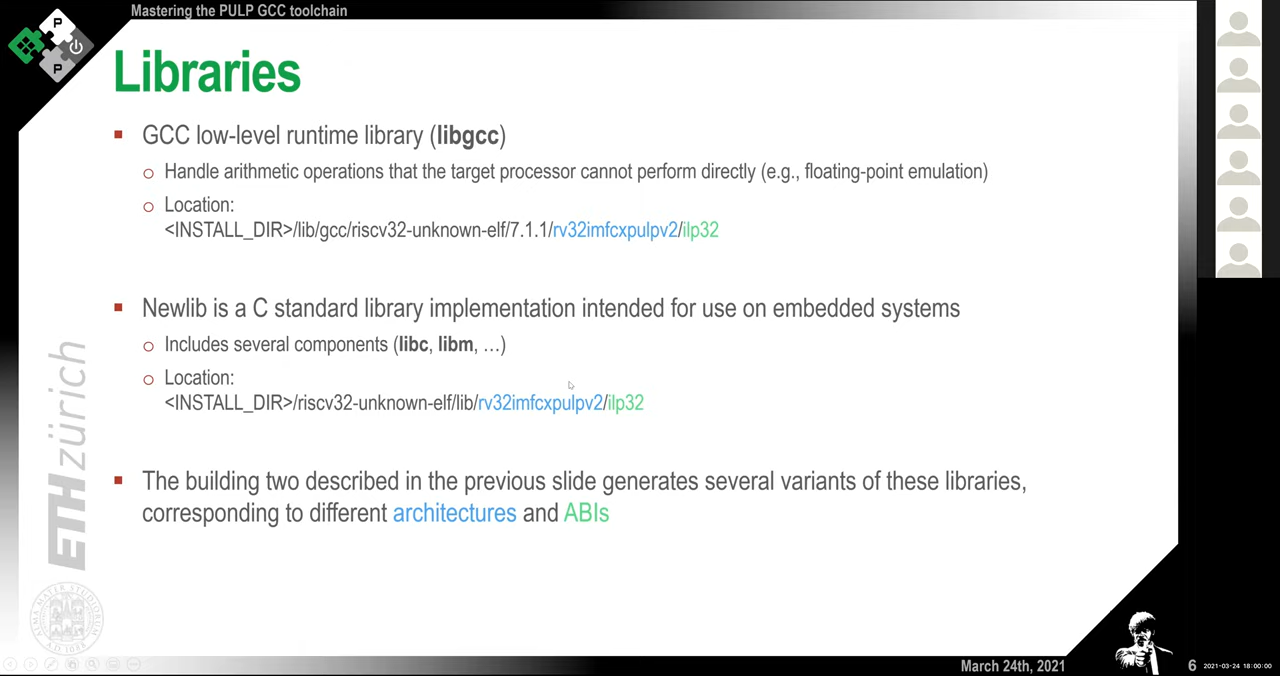 Mastering the PULP GCC toolchain
P
P
Libraries
GCC low-level runtime library (libgcc)
Handle arithmetic operations that the target processor cannot perform directly (e.g., floating-point emulation)
Location:
<INSTALL_DIR>/lib/gcc/riscv32-unknown-elf/7.1.1/rv32imfcxpulpv2/ilp32
Newlib is a C standard library implementation intended for use on embedded systems
Includes several components (libc, libm, …)
Location:
<INSTALL_DIR>/riscv32-unknown-elf/lib/rv32imfcxpulpv2/ilp32
The building two described in the previous slide generates several variants of these libraries,
corresponding to different architectures and ABIs
ETH zürich
ALMA MATER STUDIORUM
A.D. 1088
March 24th, 2021
6
2021-03-24 18:00:00